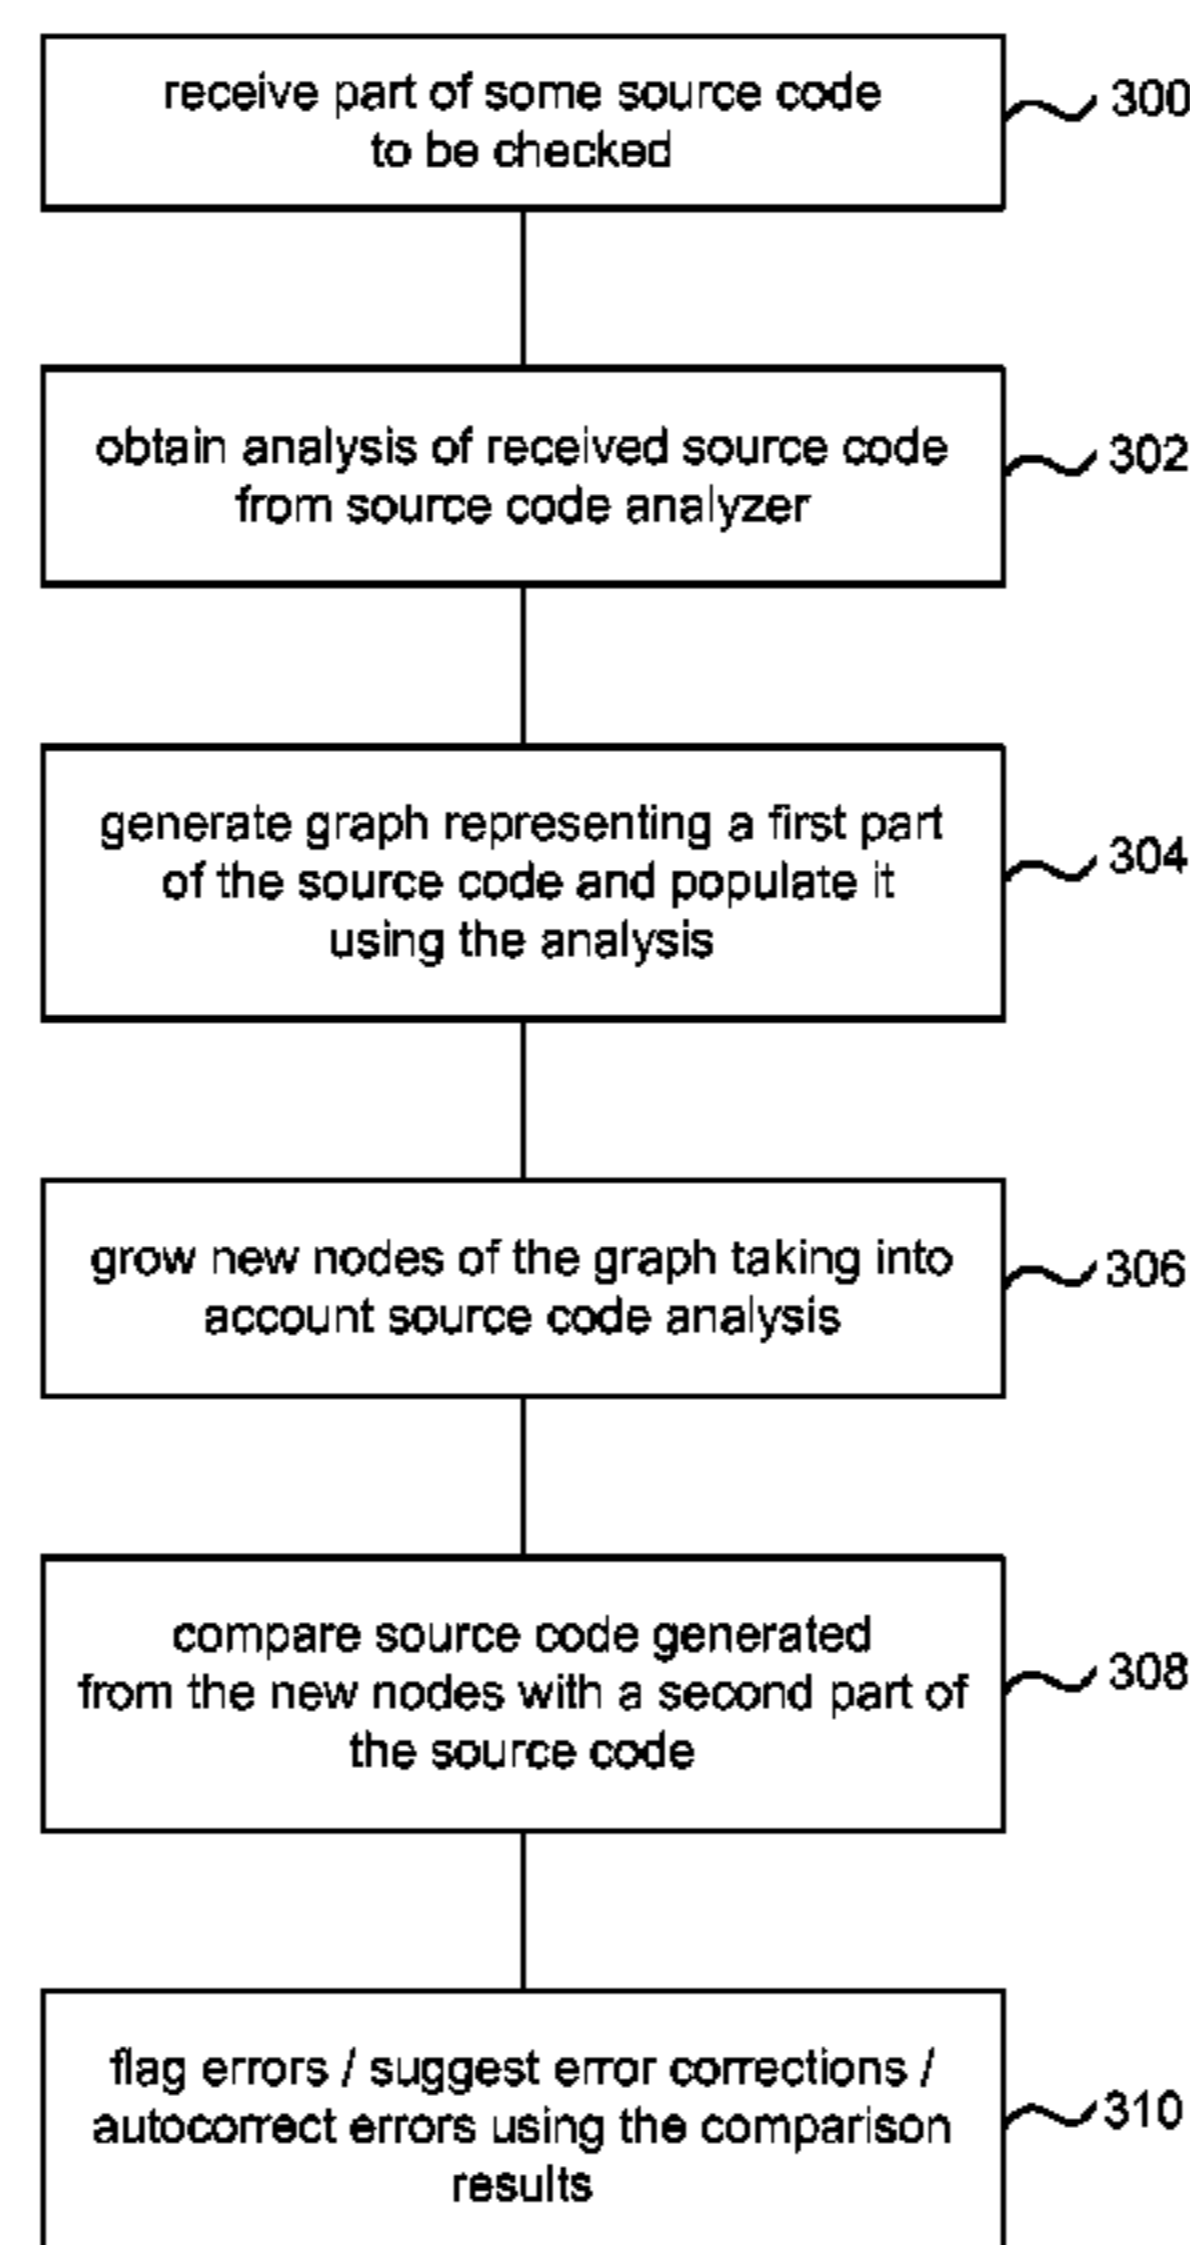 receive part of some source code
to be checked
300
obtain analysis of received source code
from source code analyzer
302
generate graph representing a first part
of the source code and populate it
using the analysis
304
grow new nodes of the graph taking into
account source code analysis
306
compare source code generated
from the new nodes with a second part of
the source code
308
flag errors / suggest error corrections /
autocorrect errors using the comparison
results
310